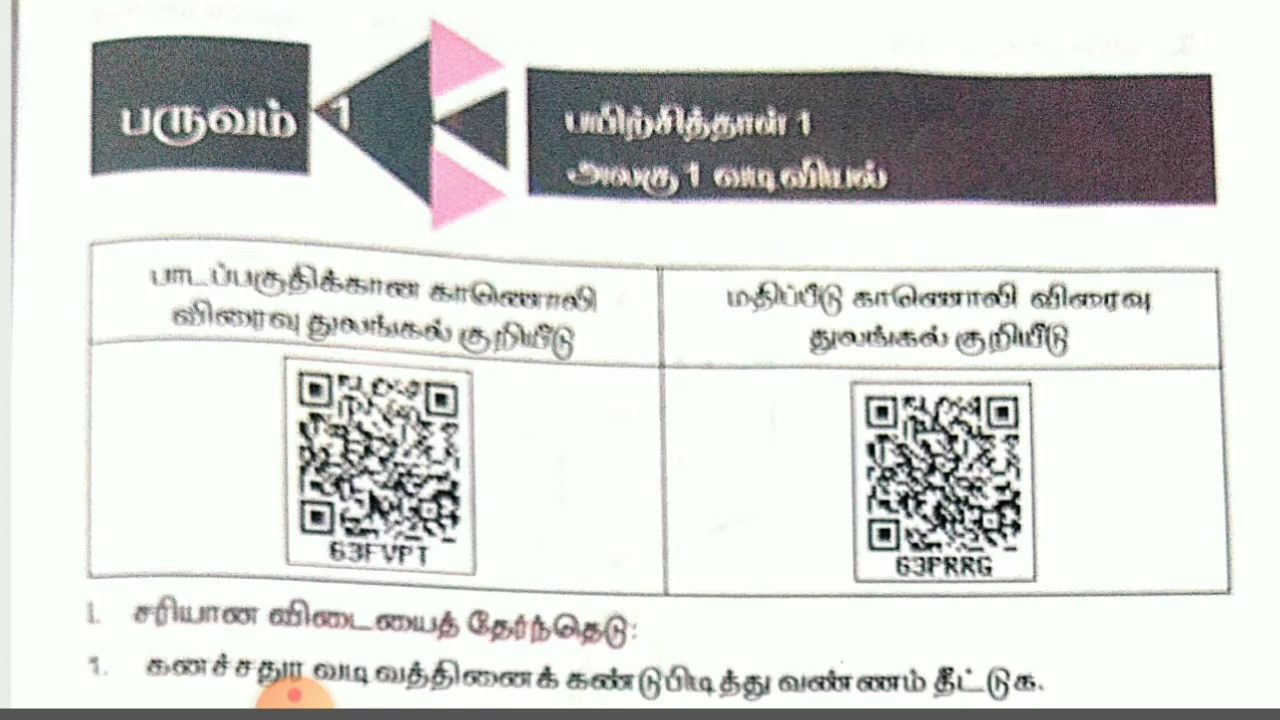 பருவம் 1
பயிற்சித்தாள் 1
அலகு 1 வடிவியல்
பாடப்பகுதிக்கான காணொலி
விரைவு துலங்கல் குறியீடு
மதிப்பீடு காணொலி விரைவு
துலங்கல் குறியீடு
63FVPT
63PRRG
I. சரியான விடையைத் தேர்ந்தெடு:
1. கனச்சதுர வடிவத்தினைக் கண்டுபிடித்து வண்ணம் தீட்டுக.